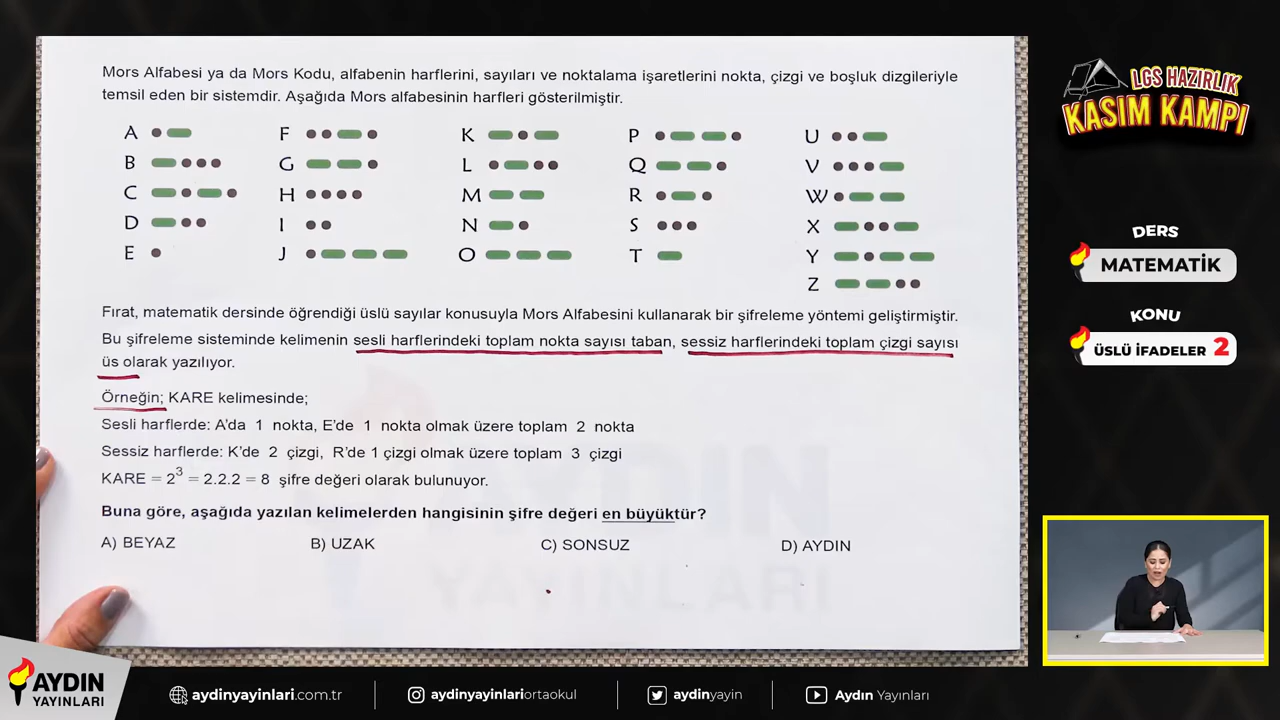 Mors Alfabesi ya da Mors Kodu, alfabenin harflerini, sayıları ve noktalama işaretlerini nokta, çizgi ve boşluk dizgileriyle
temsil eden bir sistemdir. Aşağıda Mors alfabesinin harfleri gösterilmiştir.
A F K P U
B G L Q V
C H M R W
D I N S X
E J O T Y
Z
Fırat, matematik dersinde öğrendiği üslü sayılar konusuyla Mors Alfabesini kullanarak bir şifreleme yöntemi geliştirmiştir.
Bu şifreleme sisteminde kelimenin sesli harflerindeki toplam nokta sayısı taban, sessiz harflerindeki toplam çizgi sayısı
üs olarak yazılıyor.
Örneğin; KARE kelimesinde;
Sesli harflerde: A'da 1 nokta, E'de 1 nokta olmak üzere toplam 2 nokta
Sessiz harflerde: K'de 2 çizgi, R'de 1 çizgi olmak üzere toplam 3 çizgi
KARE = 2³ = 2.2.2 = 8 şifre değeri olarak bulunuyor.
Buna göre, aşağıda yazılan kelimelerden hangisinin şifre değeri en büyüktür?
A) BEYAZ B) UZAK C) SONSUZ D) AYDIN
LGS HAZIRLIK
KASIM KAMPI
DERS
MATEMATİK
KONU
ÜSLÜ İFADELER 2
AYDIN
YAYINLARI
aydinyayinlari.com.tr
aydinyayinlariortaokul
aydinyayin
Aydın Yayınları